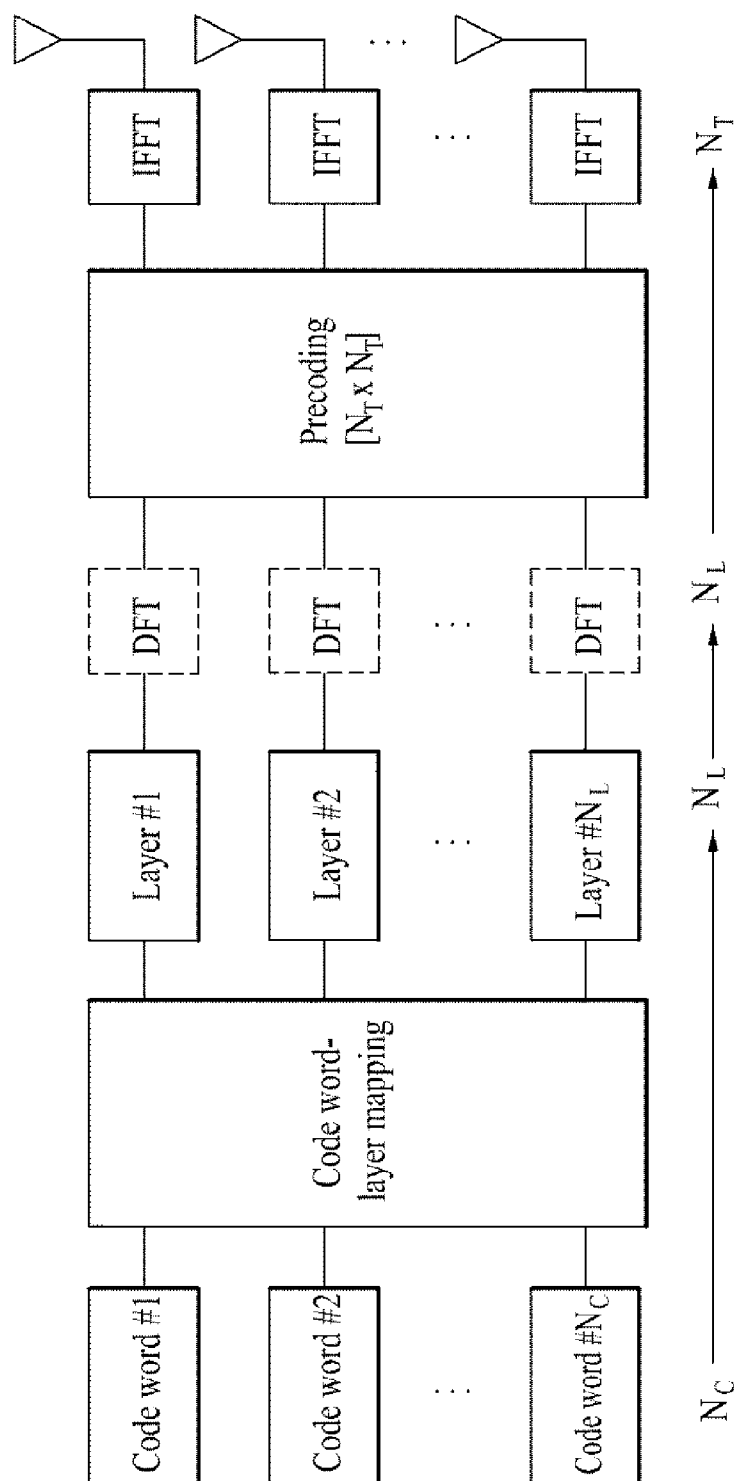 Code word #1
Code word #2
. . .
Code word #N_C
Code word-
layer mapping
Layer #1
Layer #2
. . .
Layer #N_L
DFT
DFT
. . .
DFT
Precoding
[N_T x N_T]
IFFT
IFFT
. . .
IFFT
. . .
N_C
N_L
N_L
N_T